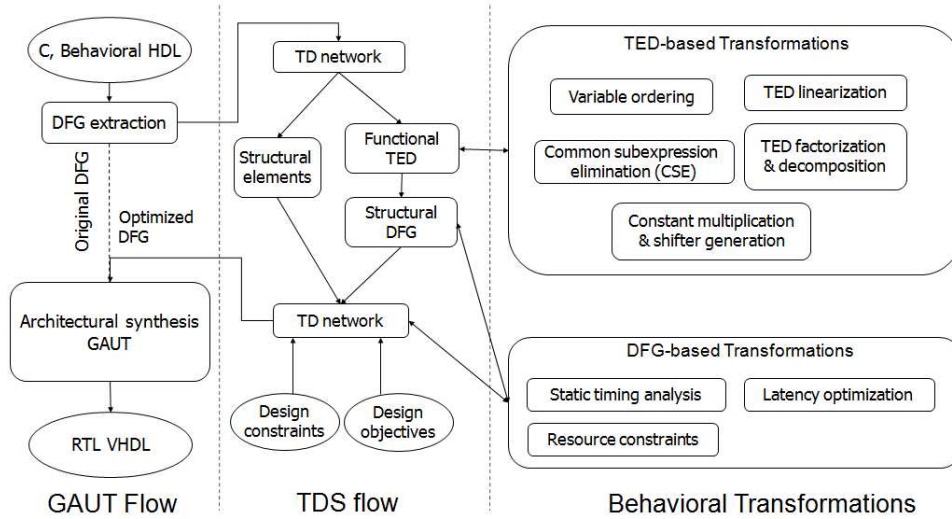 C, Behavioral HDL
DFG extraction
Original DFG
Optimized
DFG
Architectural synthesis
GAUT
RTL VHDL
GAUT Flow
TD network
Structural
elements
Functional
TED
Structural
DFG
TD network
Design
constraints
Design
objectives
TDS flow
TED-based Transformations
Variable ordering
TED linearization
Common subexpression
elimination (CSE)
TED factorization
& decomposition
Constant multiplication
& shifter generation
DFG-based Transformations
Static timing analysis
Latency optimization
Resource constraints
Behavioral Transformations